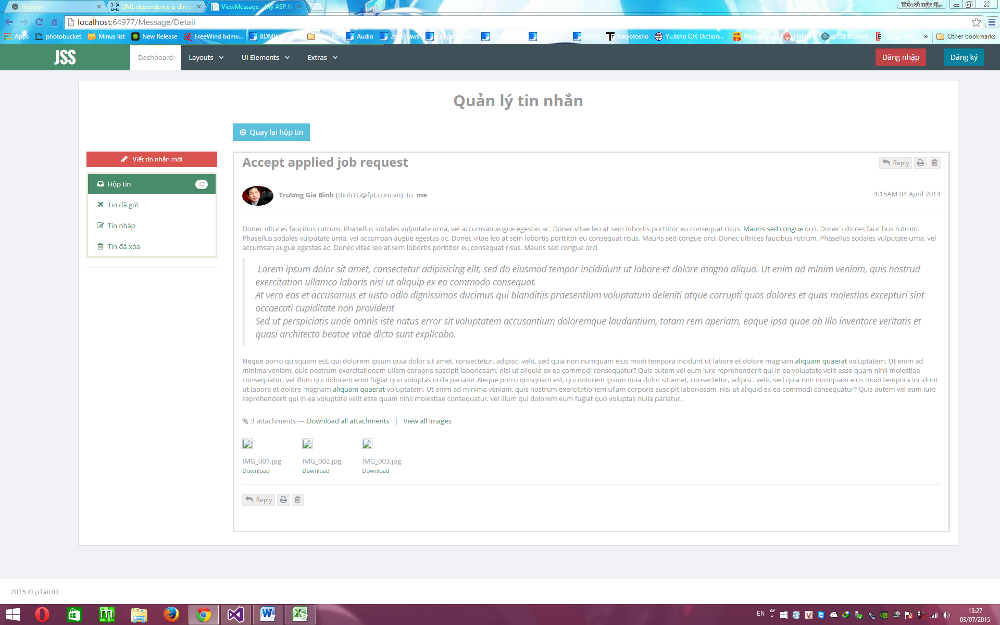 History
UML dependency is direct
ViewMessage - My ASP.N
Tiểu sử mặc đị...
localhost:64977/Message/Detail
Apps
photobucket
Minus list
New Release
FreeWind bdmv...
BDMV
BD
Audio
Zero Raws
Leopard Raws
tokyotosho
YuJisho CJK Diction...
Nippon raw
U2娘@Share
Tokyo MX
»
Other bookmarks
JSS
Dashboard
Layouts
UI Elements
Extras
Đăng nhập
Đăng ký
Quản lý tin nhắn
Quay lại hộp tin
Viết tin nhắn mới
Hộp tin
42
Tin đã gửi
Tin nháp
Tin đã xóa
Accept applied job request
Reply
Trương Gia Bình [BinhTG@fpt.com.vn] to me
4:15AM 04 April 2014
Donec ultrices faucibus rutrum. Phasellus sodales vulputate urna, vel accumsan augue egestas ac. Donec vitae leo at sem lobortis porttitor eu consequat risus. Mauris sed congue orci. Donec ultrices faucibus rutrum.
Phasellus sodales vulputate urna, vel accumsan augue egestas ac. Donec vitae leo at sem lobortis porttitor eu consequat risus. Mauris sed congue orci. Donec ultrices faucibus rutrum. Phasellus sodales vulputate urna, vel
accumsan augue egestas ac. Donec vitae leo at sem lobortis porttitor eu consequat risus. Mauris sed congue orci.
Lorem ipsum dolor sit amet, consectetur adipisicing elit, sed do eiusmod tempor incididunt ut labore et dolore magna aliqua. Ut enim ad minim veniam, quis nostrud
exercitation ullamco laboris nisi ut aliquip ex ea commodo consequat.
At vero eos et accusamus et iusto odio dignissimos ducimus qui blanditiis praesentium voluptatum deleniti atque corrupti quos dolores et quas molestias excepturi sint
occaecati cupiditate non provident
Sed ut perspiciatis unde omnis iste natus error sit voluptatem accusantium doloremque laudantium, totam rem aperiam, eaque ipsa quae ab illo inventore veritatis et
quasi architecto beatae vitae dicta sunt explicabo.
Neque porro quisquam est, qui dolorem ipsum quia dolor sit amet, consectetur, adipisci velit, sed quia non numquam eius modi tempora incidunt ut labore et dolore magnam aliquam quaerat voluptatem. Ut enim ad
minima veniam, quis nostrum exercitationem ullam corporis suscipit laboriosam, nisi ut aliquid ex ea commodi consequatur? Quis autem vel eum iure reprehenderit qui in ea voluptate velit esse quam nihil molestiae
consequatur, vel illum qui dolorem eum fugiat quo voluptas nulla pariatur.Neque porro quisquam est, qui dolorem ipsum quia dolor sit amet, consectetur, adipisci velit, sed quia non numquam eius modi tempora incidunt
ut labore et dolore magnam aliquam quaerat voluptatem. Ut enim ad minima veniam, quis nostrum exercitationem ullam corporis suscipit laboriosam, nisi ut aliquid ex ea commodi consequatur? Quis autem vel eum iure
reprehenderit qui in ea voluptate velit esse quam nihil molestiae consequatur, vel illum qui dolorem eum fugiat quo voluptas nulla pariatur.
3 attachments --- Download all attachments | View all images
IMG_001.jpg
IMG_002.jpg
IMG_003.jpg
Download
Download
Download
Reply
2015 © µTaiHD
EN
13:27
03/07/2015